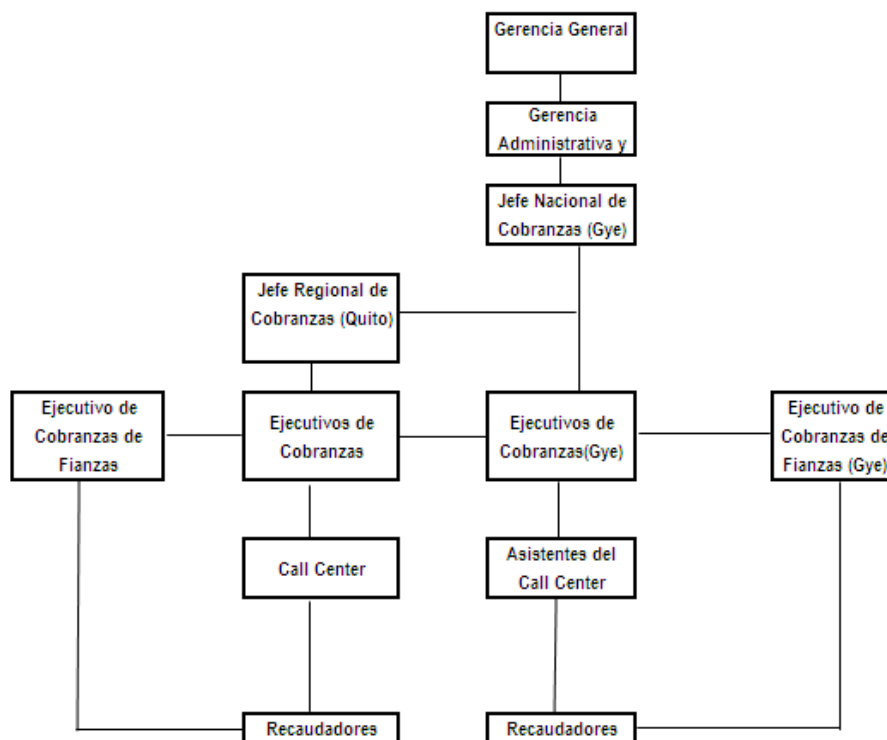 Gerencia General
Gerencia
Administrativa y
Jefe Nacional de
Cobranzas (Gye)
Jefe Regional de
Cobranzas (Quito)
Ejecutivo de
Cobranzas de
Fianzas
Ejecutivos de
Cobranzas
Ejecutivos de
Cobranzas(Gye)
Ejecutivo de
Cobranzas de
Fianzas (Gye)
Call Center
Asistentes del
Call Center
Recaudadores
Recaudadores